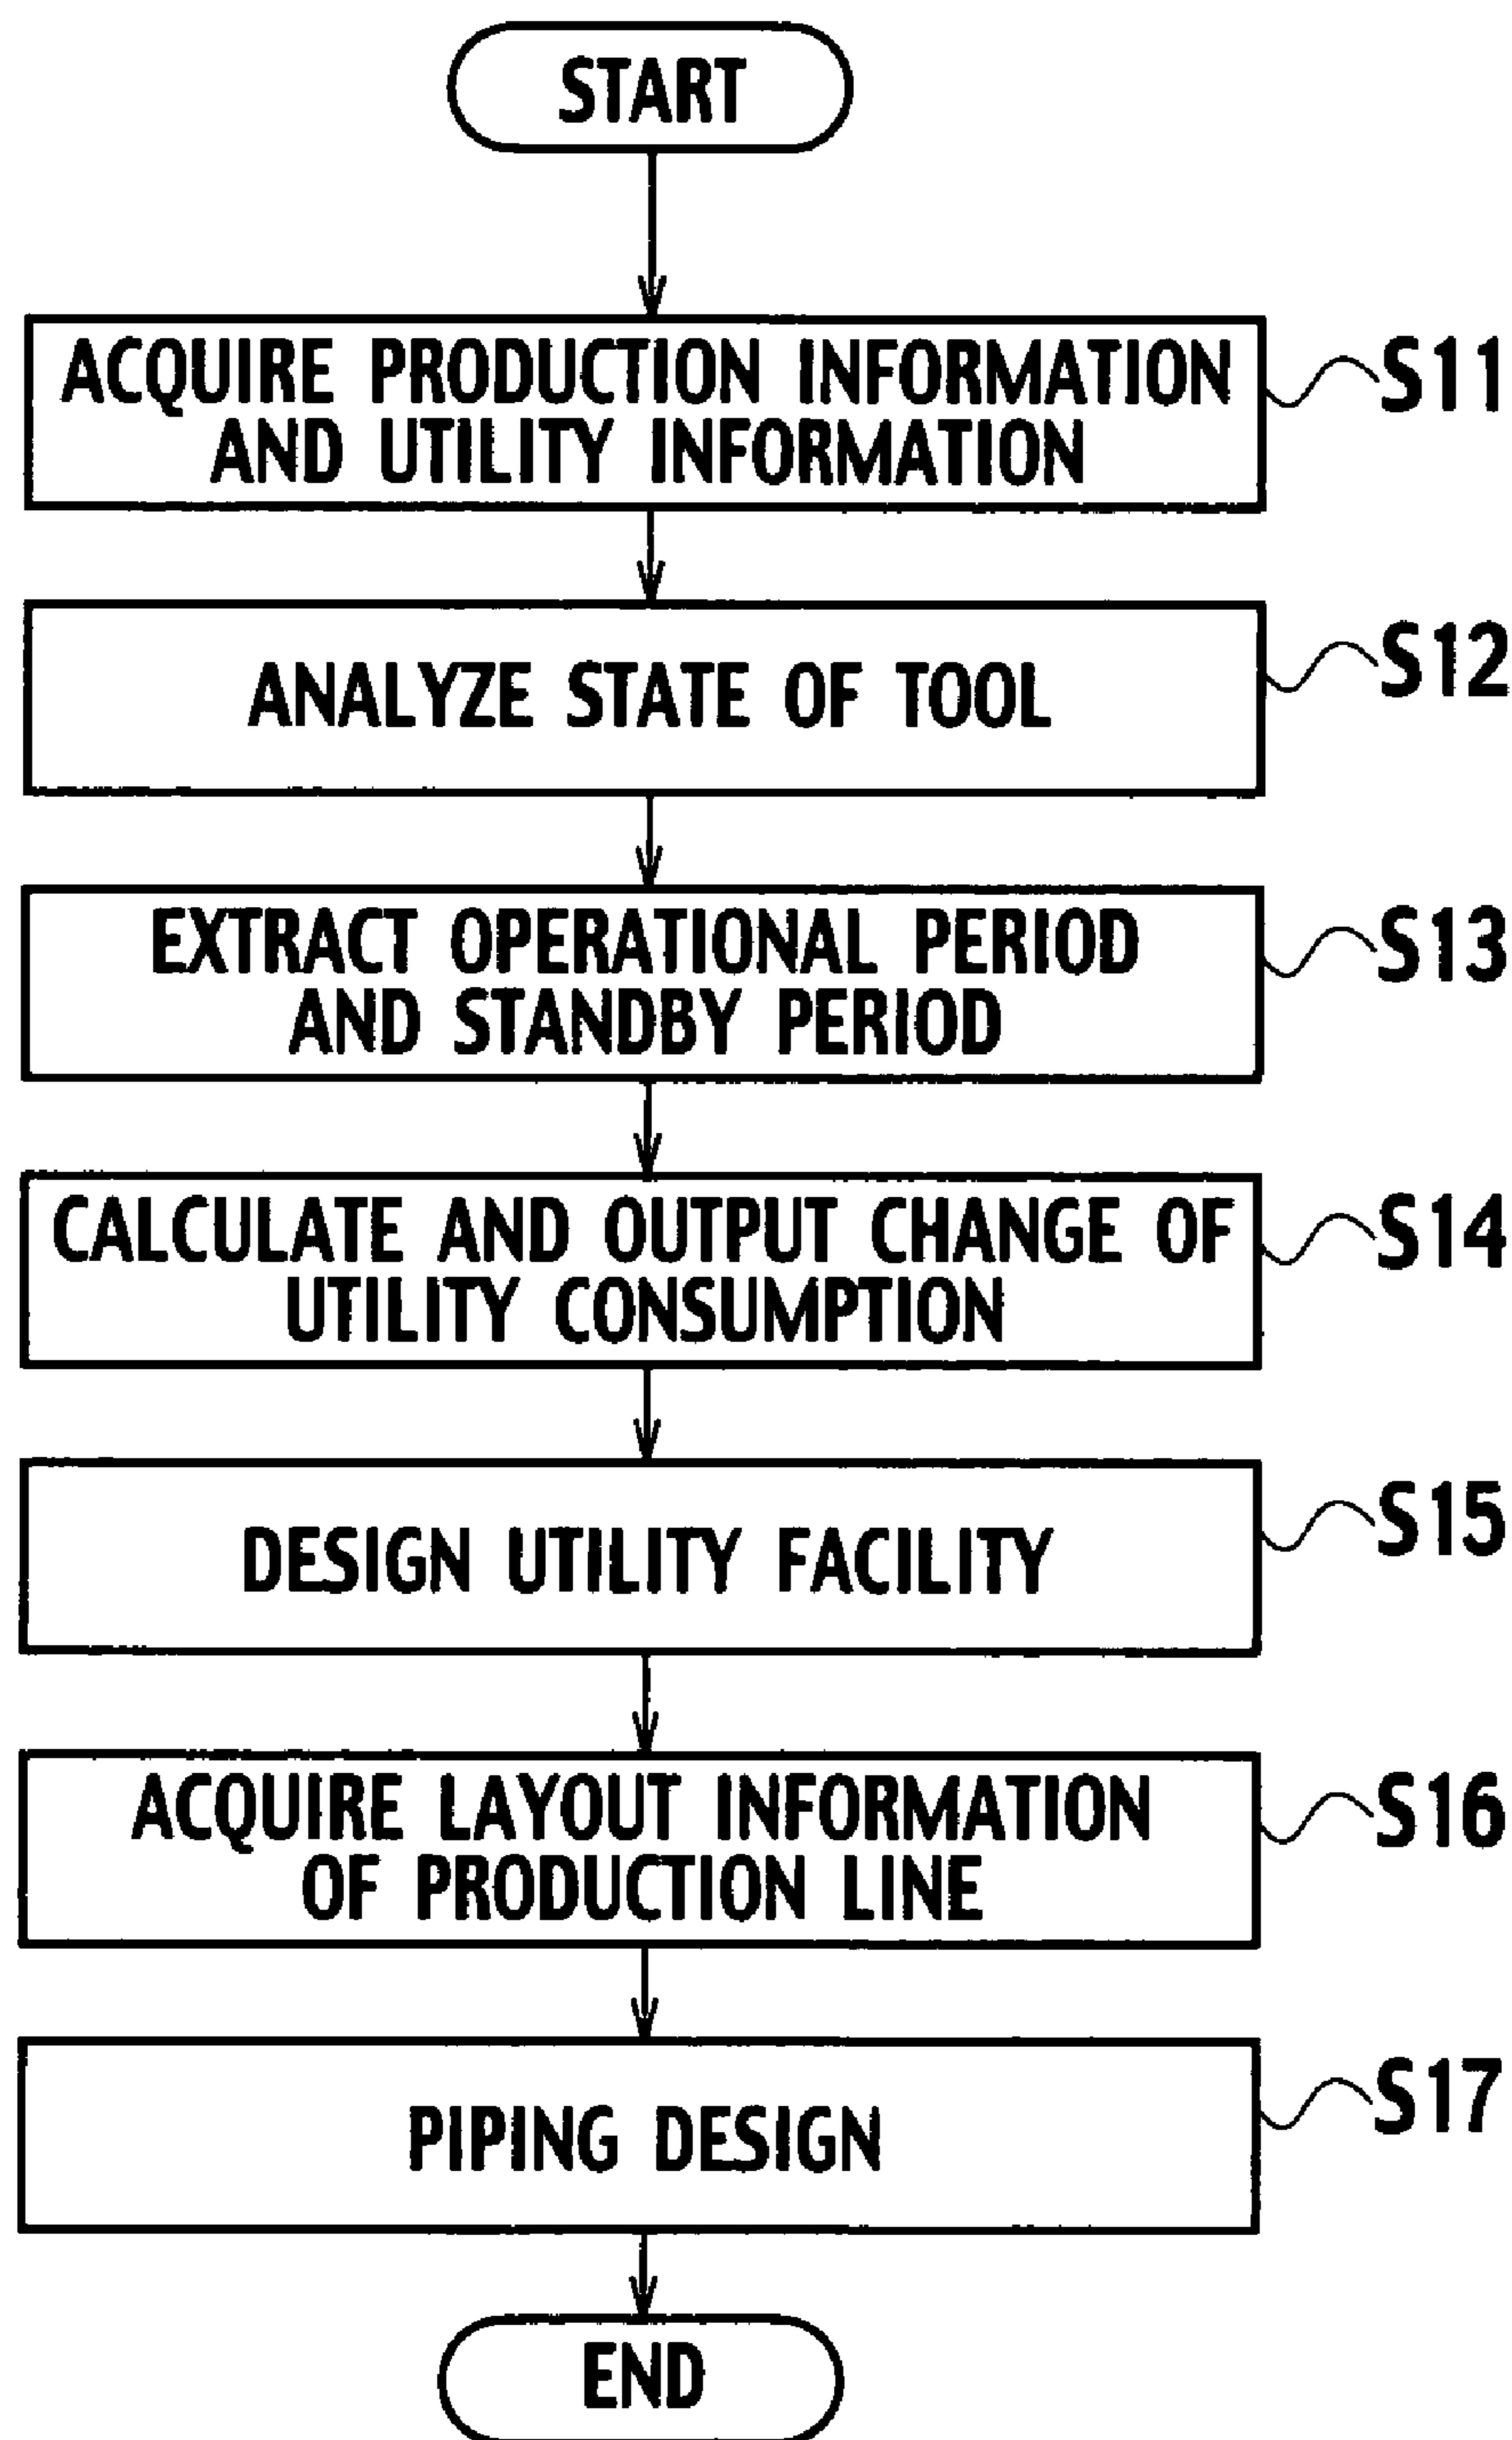 START
ACQUIRE PRODUCTION INFORMATION
AND UTILITY INFORMATION
S11
ANALYZE STATE OF TOOL
S12
EXTRACT OPERATIONAL PERIOD
AND STANDBY PERIOD
S13
CALCULATE AND OUTPUT CHANGE OF
UTILITY CONSUMPTION
S14
DESIGN UTILITY FACILITY
S15
ACQUIRE LAYOUT INFORMATION
OF PRODUCTION LINE
S16
PIPING DESIGN
S17
END